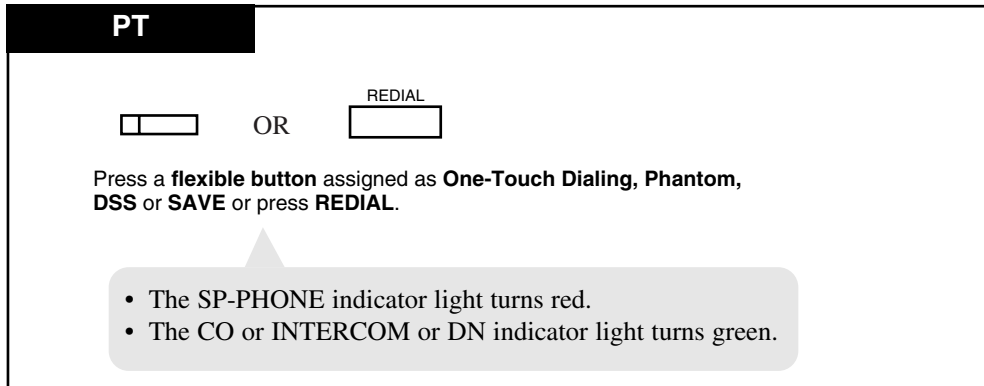 PT
REDIAL
OR
Press a flexible button assigned as One-Touch Dialing, Phantom,
DSS or SAVE or press REDIAL.
• The SP-PHONE indicator light turns red.
• The CO or INTERCOM or DN indicator light turns green.